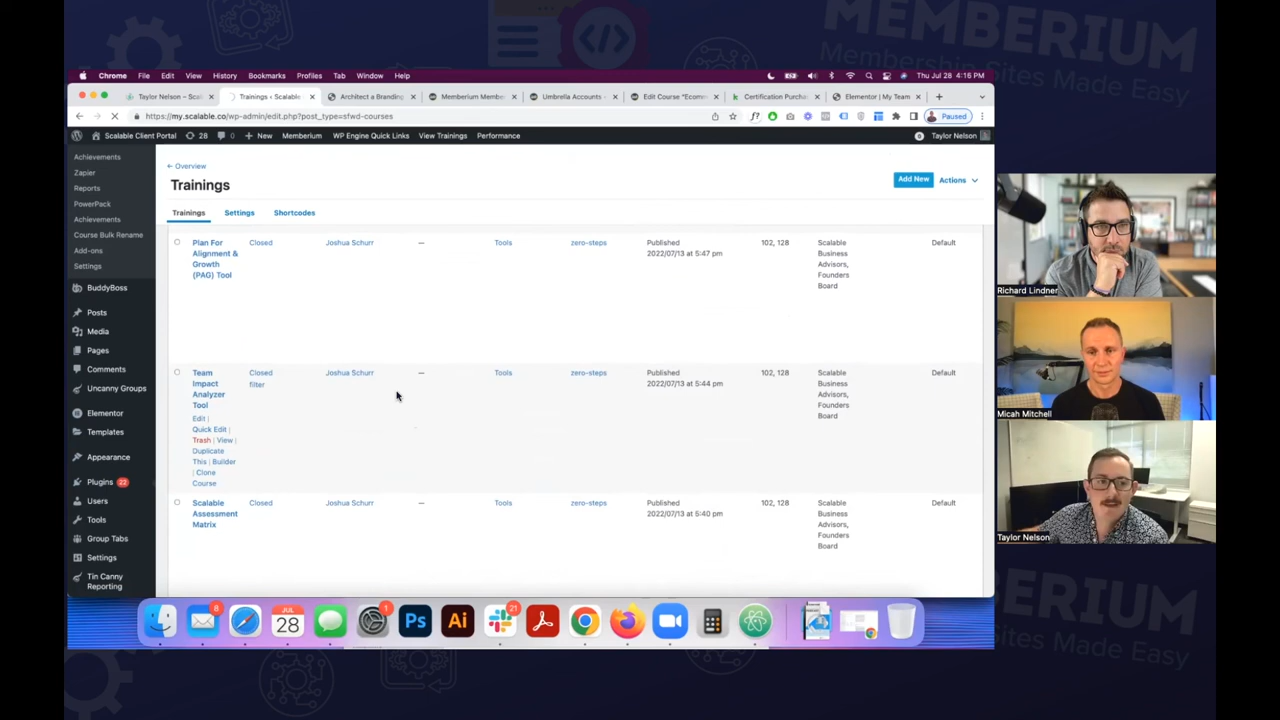 MEMBERIUM
Membership Sites Made Easy
Chrome File Edit View History Bookmarks Profiles Tab Window Help Thu Jul 28 4:16 PM
Taylor Nelson – Scal
Trainings ‹ Scalable
Architect a Branding
Memberium Membe
Umbrella Accounts –
Edit Course "Ecomm
Certification Purcha
Elementor | My Team
https://my.scalable.co/wp-admin/edit.php?post_type=sfwd-courses
Paused
Scalable Client Portal 28 0 + New Memberium WP Engine Quick Links View Trainings Performance Taylor Nelson
Achievements
Zapier
Reports
PowerPack
Achievements
Course Bulk Rename
Add-ons
Settings
BuddyBoss
Posts
Media
Pages
Comments
Uncanny Groups
Elementor
Templates
Appearance
Plugins 22
Users
Tools
Group Tabs
Settings
Tin Canny
Reporting
← Overview
Trainings
Add New
Actions
Trainings Settings Shortcodes
Plan For
Alignment &
Growth
(PAG) Tool
Closed
Joshua Schurr
—
Tools
zero-steps
Published
2022/07/13 at 5:47 pm
102, 128
Scalable
Business
Advisors,
Founders
Board
Default
Team
Impact
Analyzer
Tool
Edit |
Quick Edit |
Trash | View |
Duplicate
This | Builder
| Clone
Course
Closed
filter
Joshua Schurr
—
Tools
zero-steps
Published
2022/07/13 at 5:44 pm
102, 128
Scalable
Business
Advisors,
Founders
Board
Default
Scalable
Assessment
Matrix
Closed
Joshua Schurr
—
Tools
zero-steps
Published
2022/07/13 at 5:40 pm
102, 128
Scalable
Business
Advisors,
Founders
Board
Default
8
JUL
28
1
Ps
Ai
21
Richard Lindner
Micah Mitchell
Taylor Nelson
MEMBERIUM
Sites Made Easy